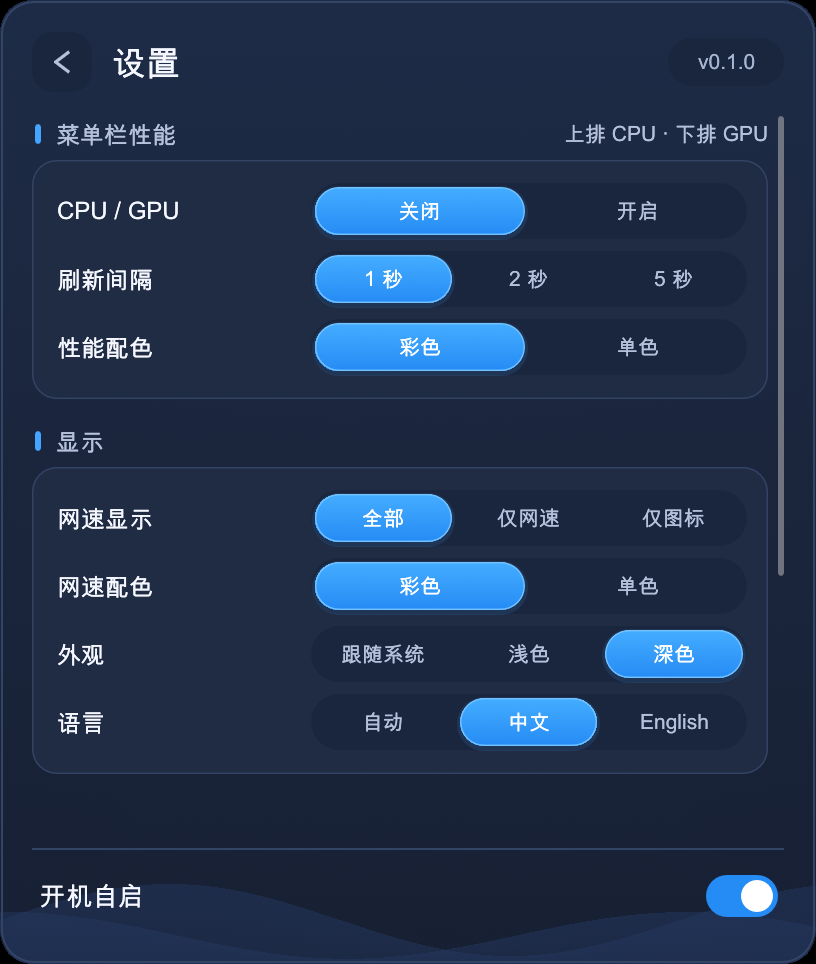 设置 v0.1.0
菜单栏性能 上排 CPU · 下排 GPU
CPU / GPU 关闭 开启
刷新间隔 1 秒 2 秒 5 秒
性能配色 彩色 单色
显示
网速显示 全部 仅网速 仅图标
网速配色 彩色 单色
外观 跟随系统 浅色 深色
语言 自动 中文 English
开机自启